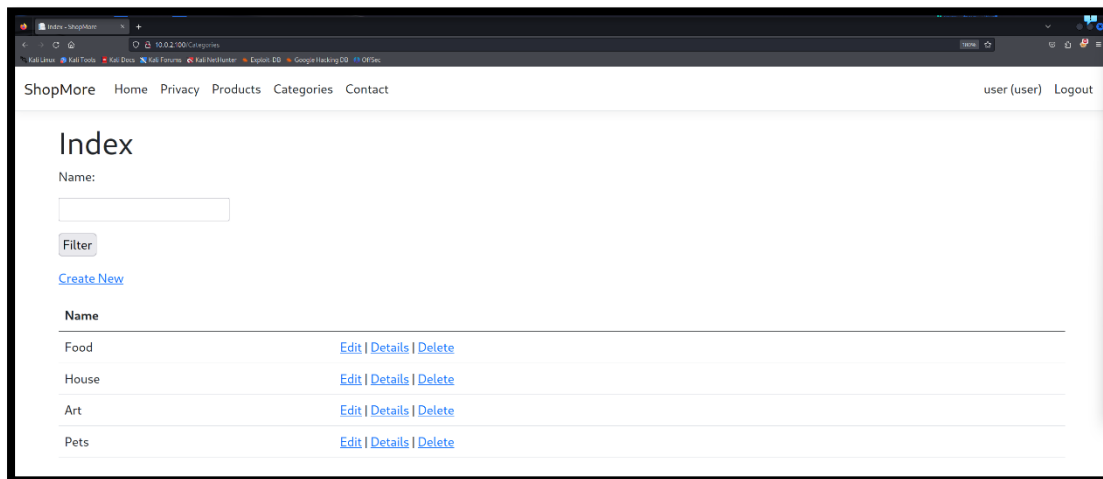 Index - ShopMore
10.0.2.100/Categories
Kali Linux Kali Tools Kali Docs Kali Forums Kali NetHunter Exploit-DB Google Hacking DB OffSec
ShopMore Home Privacy Products Categories Contact user (user) Logout
Index
Name:
Filter
Create New
Name
Food Edit | Details | Delete
House Edit | Details | Delete
Art Edit | Details | Delete
Pets Edit | Details | Delete